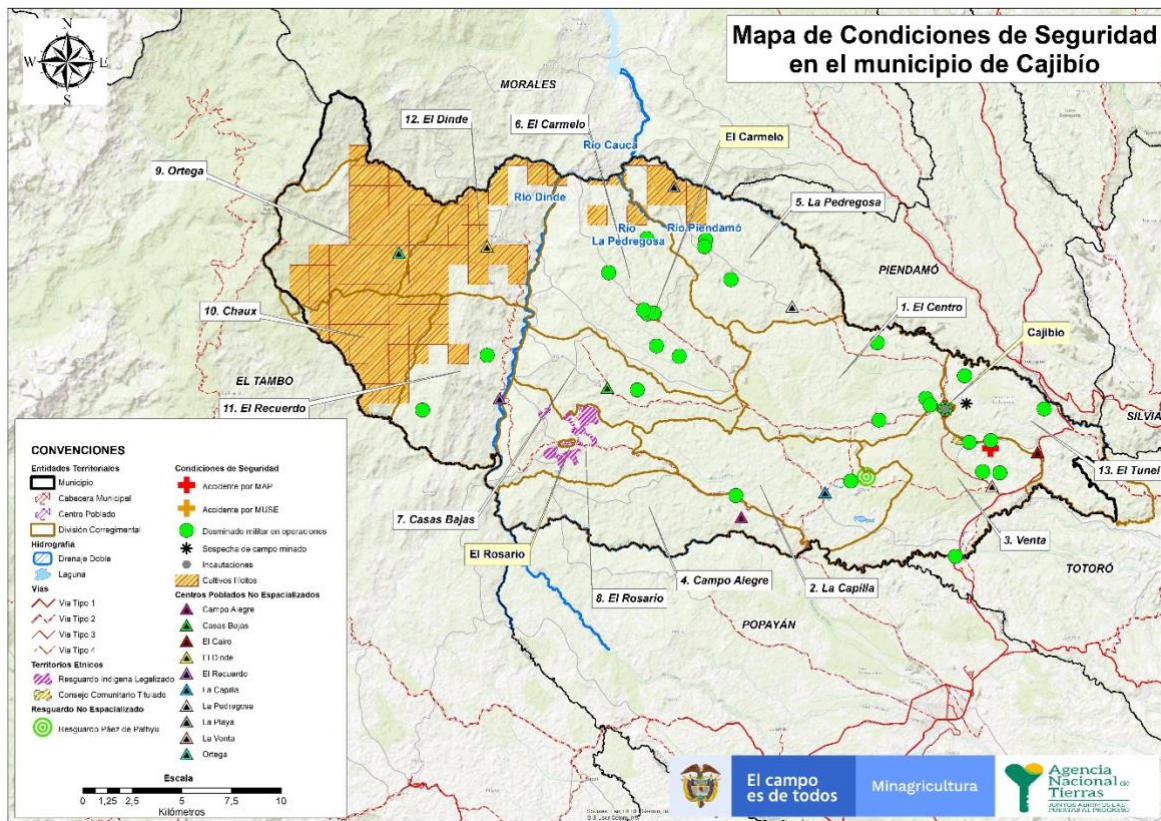 Mapa de Condiciones de Seguridad
en el municipio de Cajibío
N
W E
S
MORALES
12. El Dinde
6. El Carmelo
El Carmelo
Río Cauca
9. Ortega
Río Dinde
5. La Pedregosa
Río
La Pedregosa
Río Piendamó
PIENDAMÓ
1. El Centro
10. Chaux
Cajibio
EL TAMBO
11. El Recuerdo
SILVIA
13. El Tunel
7. Casas Bajas
3. Venta
El Rosario
4. Campo Alegre
2. La Capilla
TOTORÓ
8. El Rosario
POPAYÁN
CONVENCIONES
Entidades Territoriales
Municipio
Cabecera Municipal
Centro Poblado
División Corregimental
Hidrografía
Drenaje Doble
Laguna
Vías
Vía Tipo 1
Vía Tipo 2
Vía Tipo 3
Vía Tipo 4
Territorios Etnicos
Resguardo Indígena Legalizado
Consejo Comunitario Titulado
Resguardo No Espacializado
Resguardo Páez de Pathyu
Condiciones de Seguridad
Accidente por MAP
Accidente por MUSE
Desminado militar en operaciones
Sospecha de campo minado
Incautaciones
Cultivos Ilícitos
Centros Poblados No Espacializados
Campo Alegre
Casas Bajas
El Cairo
El Dinde
El Recuerdo
La Capilla
La Pedregosa
La Playa
La Venta
Ortega
Escala
0 1,25 2,5 5 7,5 10
Kilómetros
El campo
es de todos
Minagricultura
Agencia
Nacional de
Tierras
JUNTOS ABRIMOS LAS
PUERTAS AL PROGRESO